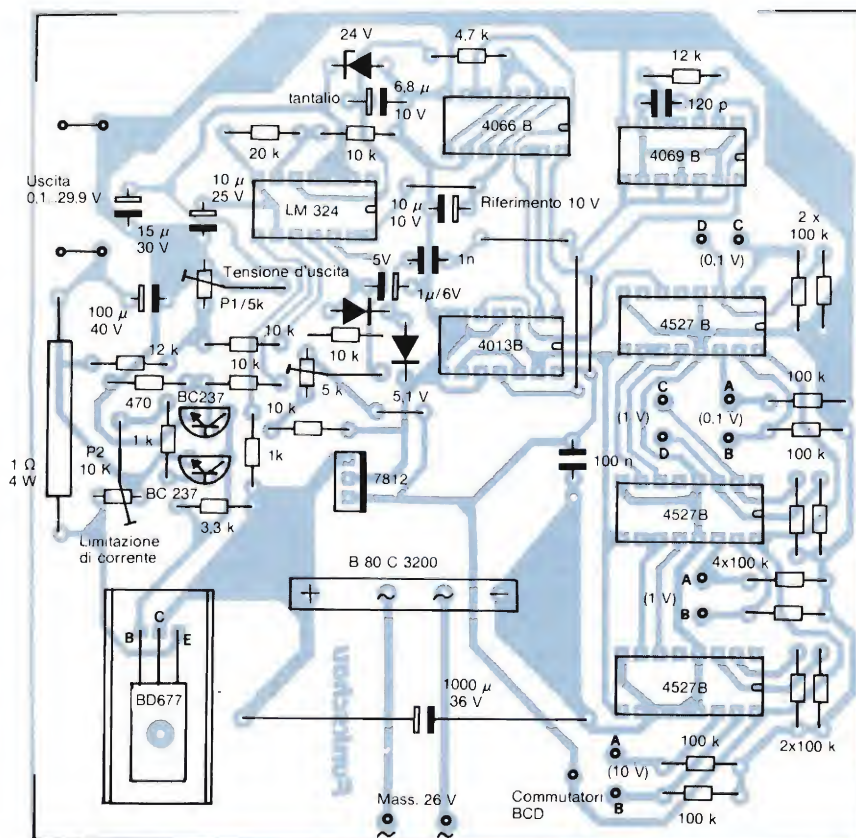 24 V
4,7 k
12 k
tantalio
6,8 µ
10 V
4066 B
120 p
4069 B
20 k
10 k
Uscita
0,1...29.9 V
10 µ
25 V
LM 324
10 µ
10 V
Riferimento 10 V
D C
(0,1 V)
2 x
100 k
15 µ
30 V
5V
1n
Tensione d'uscita
P1/5k
1µ/6V
100 µ
40 V
4527 B
10 k
10 k
4013B
12 k
10 k
5 k
5,1 V
470
BC237
10 k
C
(1 V)
D
A
(0,1 V)
B
100 k
100 k
1 k
1k
P2
10 K
1 Ω
4 W
BC 237
7812
100 n
3,3 k
4527B
Limitazione
di corrente
B 80 C 3200
4x100 k
+ ~ ~ −
A
(1 V)
B
B C E
BD677
4527B
1000 µ
36 V
2x100 k
Funkschau
A
(10 V)
B
100 k
100 k
Mass. 26 V
Commutatori
BCD
~ ~